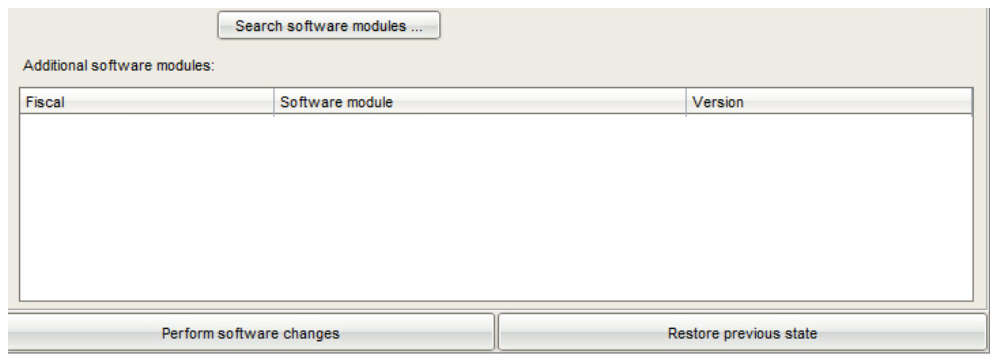 Search software modules ...
Additional software modules:
Fiscal Software module Version
Perform software changes Restore previous state